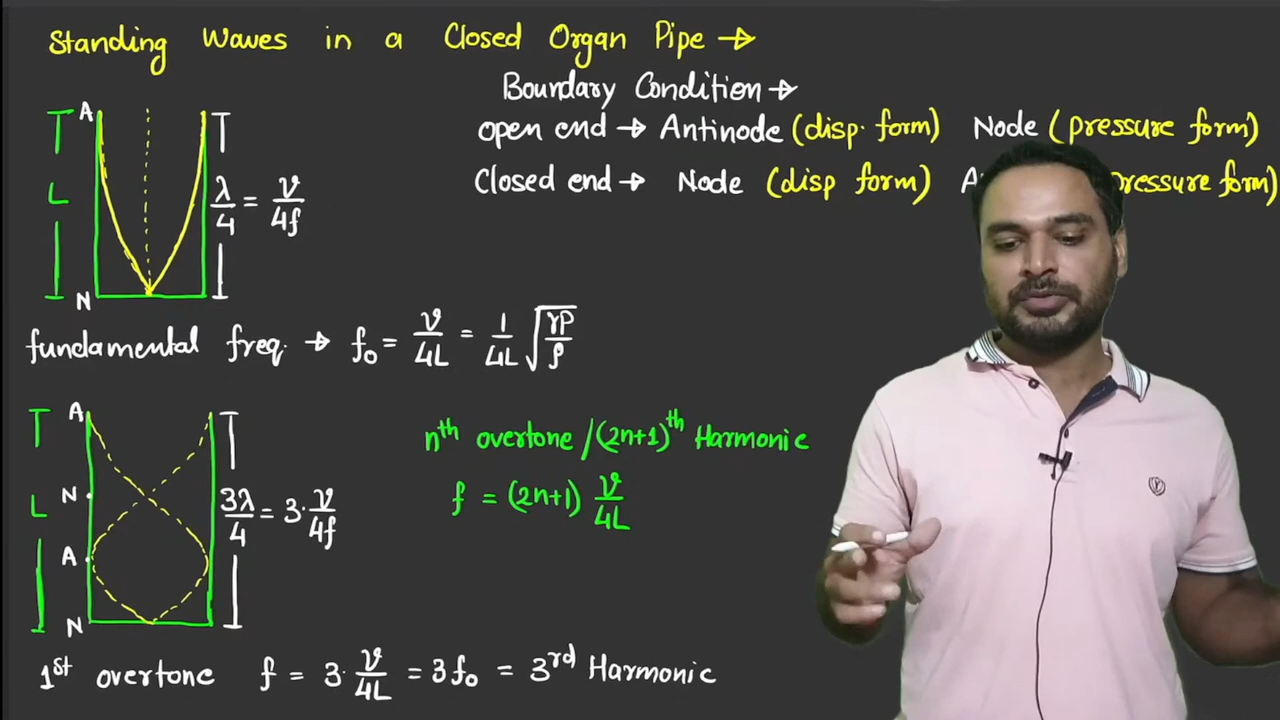 Standing Waves in a Closed Organ Pipe →
Boundary Condition →
open end → Antinode (disp. form) Node (pressure form)
Closed end → Node (disp form) pressure form)
A
L
λ/4 = v/4f
N
fundamental freq. → f₀ = v/4L = 1/4L √(γP/ρ)
A
N
L
A
N
3λ/4 = 3·v/4f
nᵗʰ overtone /(2n+1)ᵗʰ Harmonic
f = (2n+1) v/4L
1ˢᵗ overtone f = 3·v/4L = 3f₀ = 3ʳᵈ Harmonic